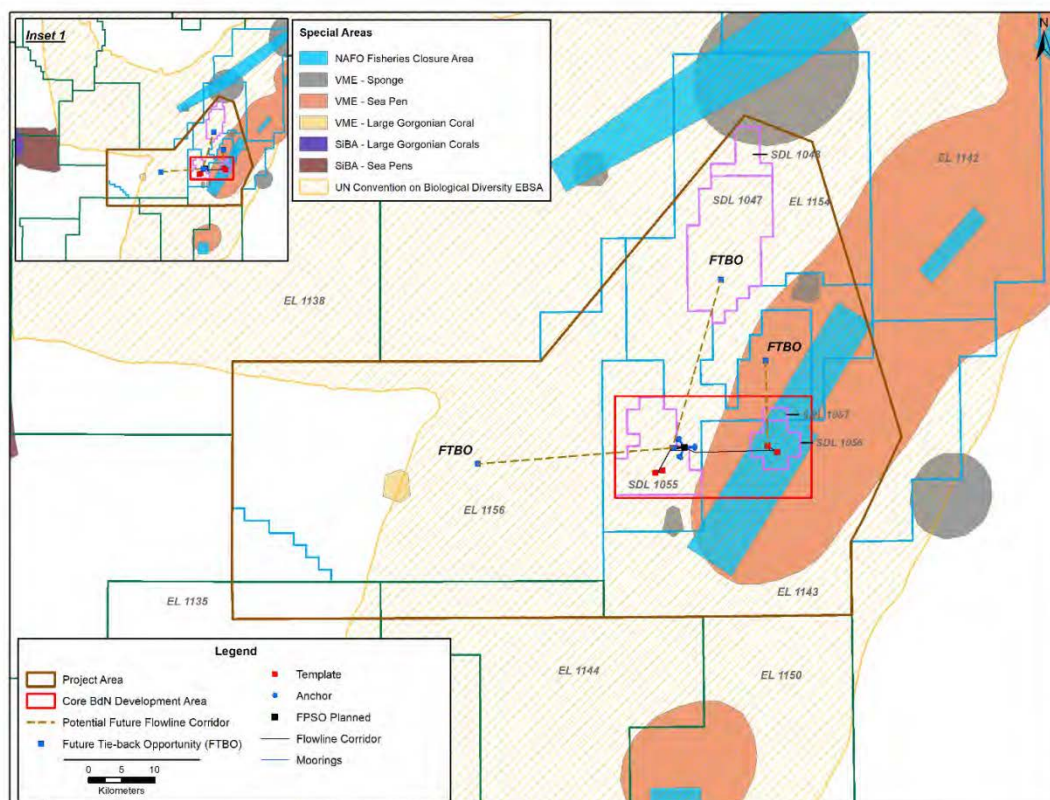 Inset 1
Special Areas
NAFO Fisheries Closure Area
VME - Sponge
VME - Sea Pen
VME - Large Gorgonian Coral
SiBA - Large Gorgonian Corals
SiBA - Sea Pens
UN Convention on Biological Diversity EBSA
N
EL 1142
SDL 1048
SDL 1047
EL 1154
FTBO
EL 1138
FTBO
SDL 1057
SDL 1056
FTBO
SDL 1055
EL 1156
EL 1143
EL 1135
EL 1144
EL 1150
Legend
Project Area
Core BdN Development Area
Potential Future Flowline Corridor
Future Tie-back Opportunity (FTBO)
0 5 10
Kilometers
Template
Anchor
FPSO Planned
Flowline Corridor
Moorings